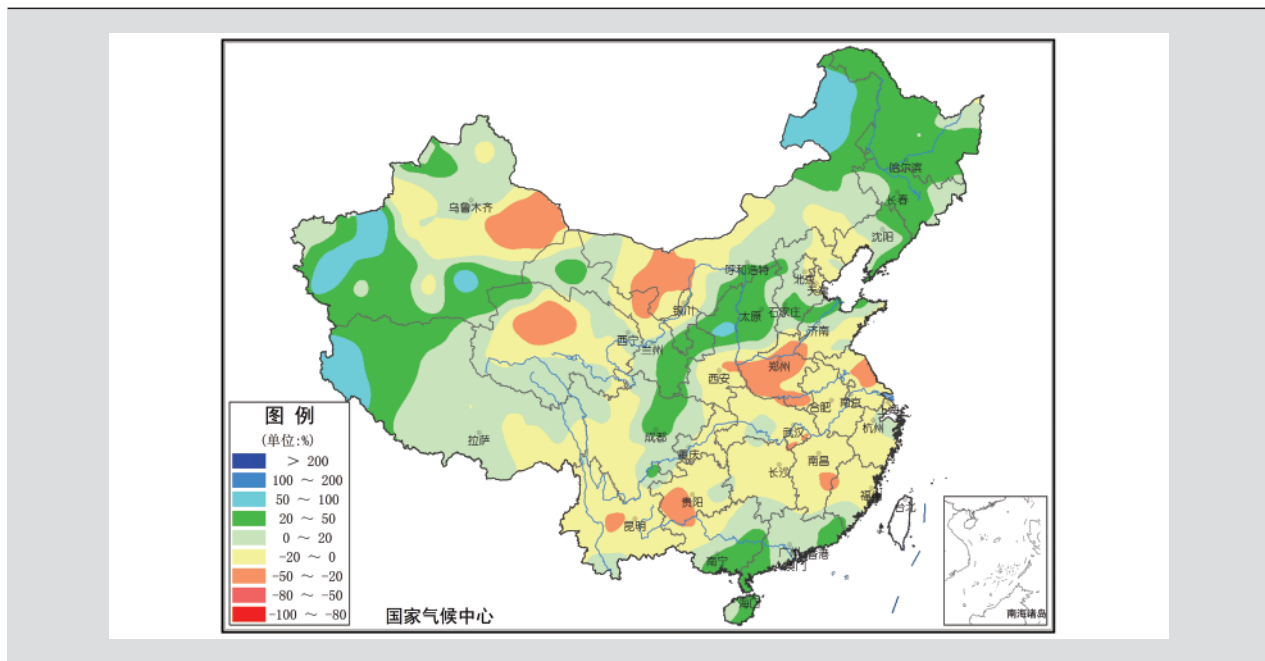 哈尔滨
长春
乌鲁木齐
沈阳
呼和浩特
北京
天津
银川
太原
石家庄
济南
西宁
兰州
西安
郑州
合肥
南京
上海
成都
武汉
杭州
拉萨
重庆
长沙
南昌
贵阳
福州
昆明
台北
南宁
广州
香港
澳门
海口
图 例
(单位:%)
> 200
100 ~ 200
50 ~ 100
20 ~ 50
0 ~ 20
-20 ~ 0
-50 ~ -20
-80 ~ -50
-100 ~ -80
国家气候中心
南海诸岛